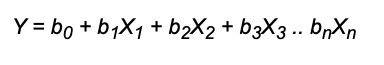 Y = b₀ + b₁X₁ + b₂X₂ + b₃X₃ .. bₙXₙ